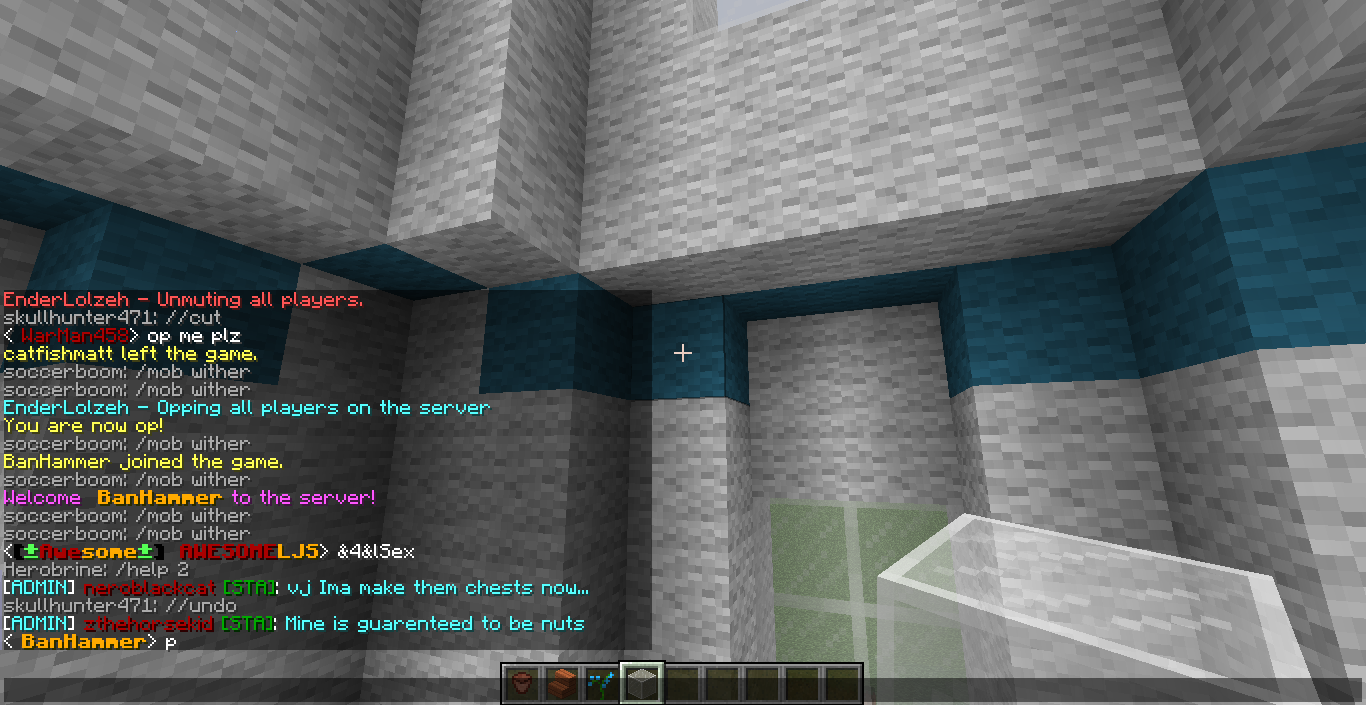 EnderLolzeh - Unmuting all players.
skullhunter471: //cut
< WarMan458> op me plz
catfishmatt left the game.
soccerboom: /mob wither
soccerboom: /mob wither
EnderLolzeh - Opping all players on the server
You are now op!
soccerboom: /mob wither
BanHammer joined the game.
soccerboom: /mob wither
Welcome BanHammer to the server!
soccerboom: /mob wither
soccerboom: /mob wither
<[±Awesome±] AWESOMELJS> &4&lSex
Herobrine: /help 2
[ADMIN] neroblackcat [STA]: vj Ima make them chests now...
skullhunter471: //undo
[ADMIN] zthehorsekid [STA]: Mine is guarenteed to be nuts
< BanHammer> p